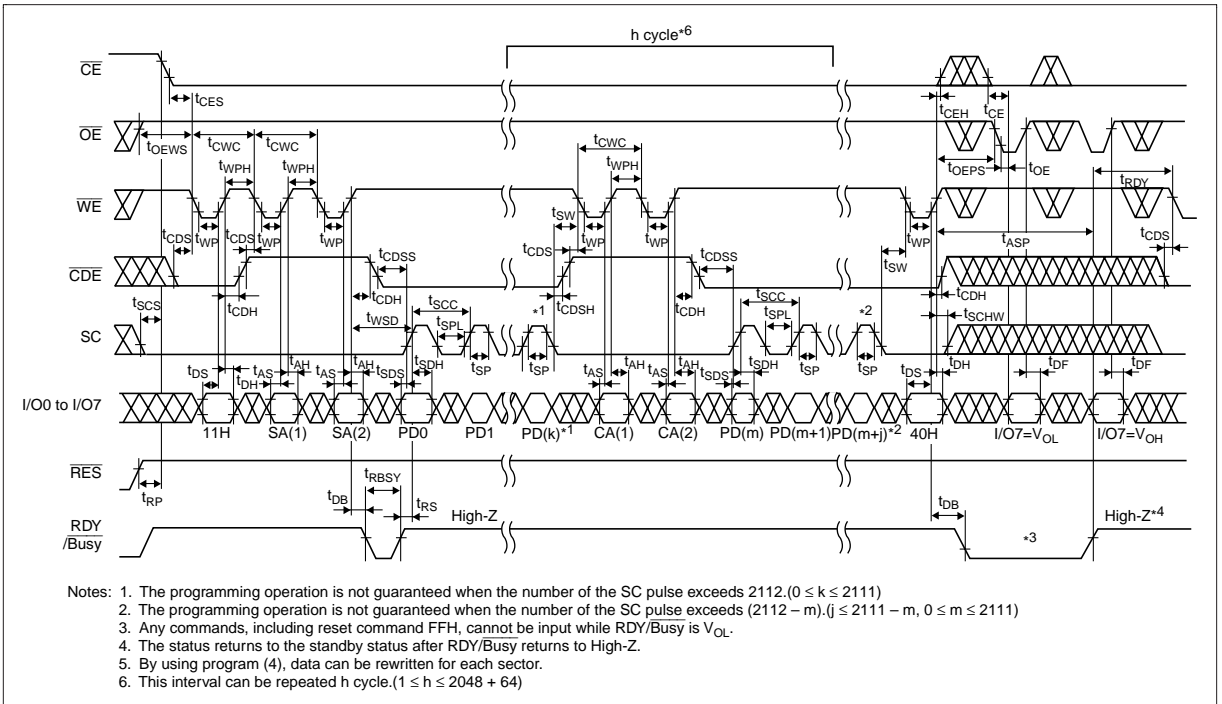 h cycle*6
CE
tCES
tCEH
tCE
OE
tOEWS
tCWC
tCWC
tCWC
tOEPS
tOE
tWPH
tWPH
tWPH
tRDY
WE
tCDS
tWP
tCDS
tWP
tWP
tSW
tCDS
tWP
tWP
tWP
tSW
tASP
tCDS
CDE
tCDSS
tCDSS
tSCS
tCDH
tCDH
tCDSH
tCDH
tCDH
tWSD
tSCC
tSPL
*1
tSCC
tSPL
*2
tSCHW
SC
tSP
tSP
tSP
tSP
tDS
tDH
tAS
tAH
tAS
tAH
tSDS
tSDH
tAS
tAH
tAS
tAH
tSDS
tSDH
tDS
tDH
tDF
tDF
I/O0 to I/O7
11H
SA(1)
SA(2)
PD0
PD1
PD(k)*1
CA(1)
CA(2)
PD(m)
PD(m+1)
PD(m+j)*2
40H
I/O7=VOL
I/O7=VOH
RES
tRP
tDB
tRBSY
tRS
tDB
RDY
/Busy
High-Z
*3
High-Z*4
Notes: 1. The programming operation is not guaranteed when the number of the SC pulse exceeds 2112.(0 ≤ k ≤ 2111)
2. The programming operation is not guaranteed when the number of the SC pulse exceeds (2112 – m).(j ≤ 2111 – m, 0 ≤ m ≤ 2111)
3. Any commands, including reset command FFH, cannot be input while RDY/Busy is VOL.
4. The status returns to the standby status after RDY/Busy returns to High-Z.
5. By using program (4), data can be rewritten for each sector.
6. This interval can be repeated h cycle.(1 ≤ h ≤ 2048 + 64)